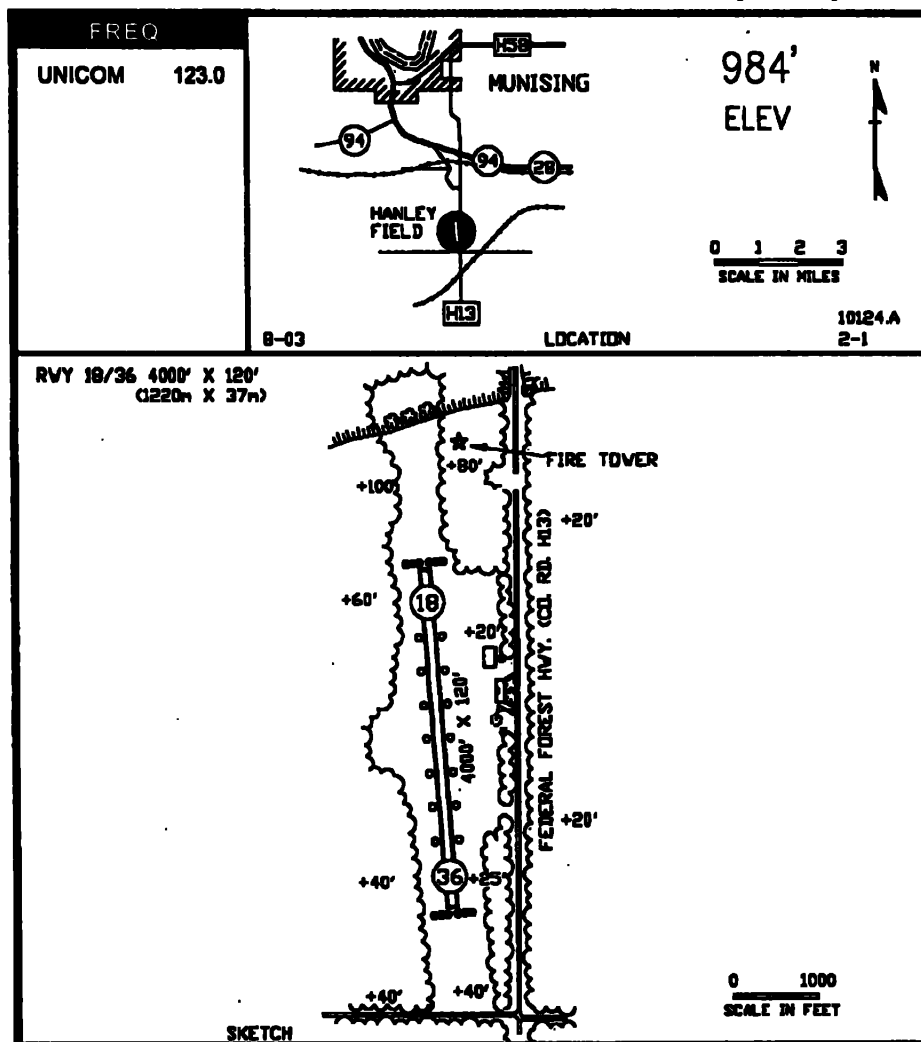 FREQ
UNICOM 123.0
H58
MUNISING
94
94
28
HANLEY
FIELD
H13
984'
ELEV
N
0 1 2 3
SCALE IN MILES
8-03
LOCATION
10124.A
2-1
RWY 18/36 4000' X 120'
(1220m X 37m)
FIRE TOWER
+80'
+100'
+20'
+60'
18
+20'
4000' X 120'
FEDERAL FOREST HWY. (CO. RD. H13)
G
+20'
+40'
36
+25'
+40'
+40'
0 1000
SCALE IN FEET
SKETCH